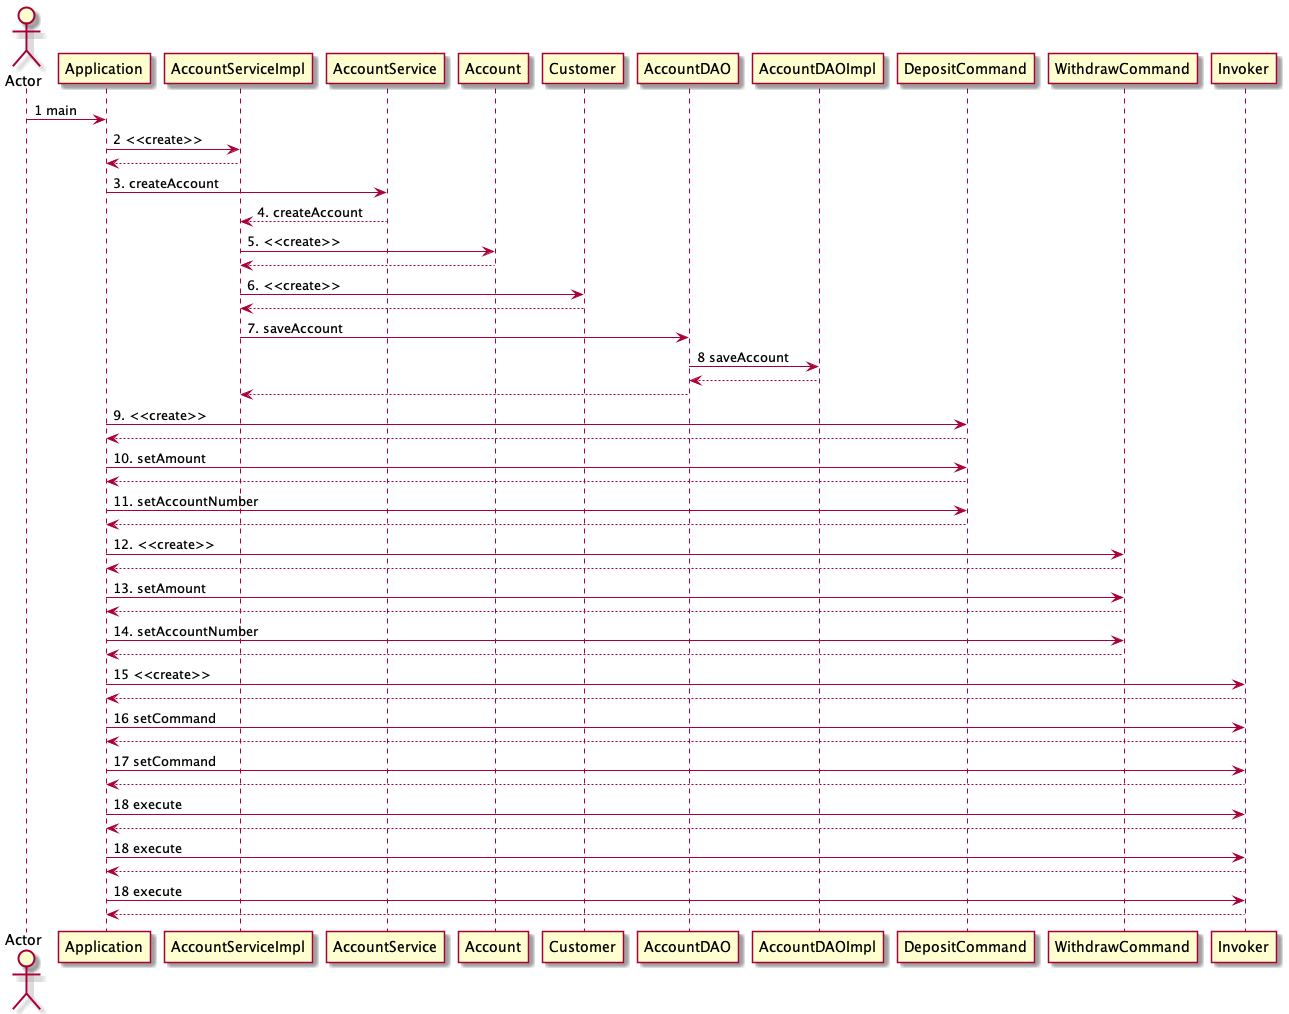 Actor
Application
AccountServiceImpl
AccountService
Account
Customer
AccountDAO
AccountDAOImpl
DepositCommand
WithdrawCommand
Invoker
1 main
2 <<create>>
3. createAccount
4. createAccount
5. <<create>>
6. <<create>>
7. saveAccount
8 saveAccount
9. <<create>>
10. setAmount
11. setAccountNumber
12. <<create>>
13. setAmount
14. setAccountNumber
15 <<create>>
16 setCommand
17 setCommand
18 execute
18 execute
18 execute
Actor
Application
AccountServiceImpl
AccountService
Account
Customer
AccountDAO
AccountDAOImpl
DepositCommand
WithdrawCommand
Invoker